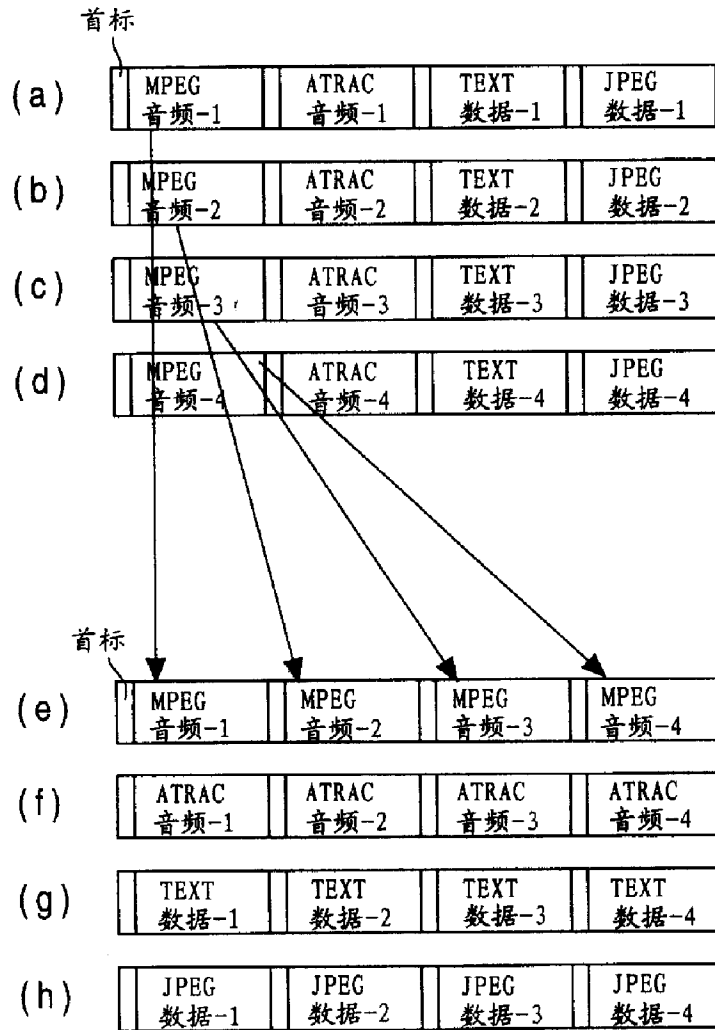 首标
(a) MPEG ATRAC TEXT JPEG
音频-1 音频-1 数据-1 数据-1
(b) MPEG ATRAC TEXT JPEG
音频-2 音频-2 数据-2 数据-2
(c) MPEG ATRAC TEXT JPEG
音频-3 音频-3 数据-3 数据-3
(d) MPEG ATRAC TEXT JPEG
音频-4 音频-4 数据-4 数据-4
首标
(e) MPEG MPEG MPEG MPEG
音频-1 音频-2 音频-3 音频-4
(f) ATRAC ATRAC ATRAC ATRAC
音频-1 音频-2 音频-3 音频-4
(g) TEXT TEXT TEXT TEXT
数据-1 数据-2 数据-3 数据-4
(h) JPEG JPEG JPEG JPEG
数据-1 数据-2 数据-3 数据-4